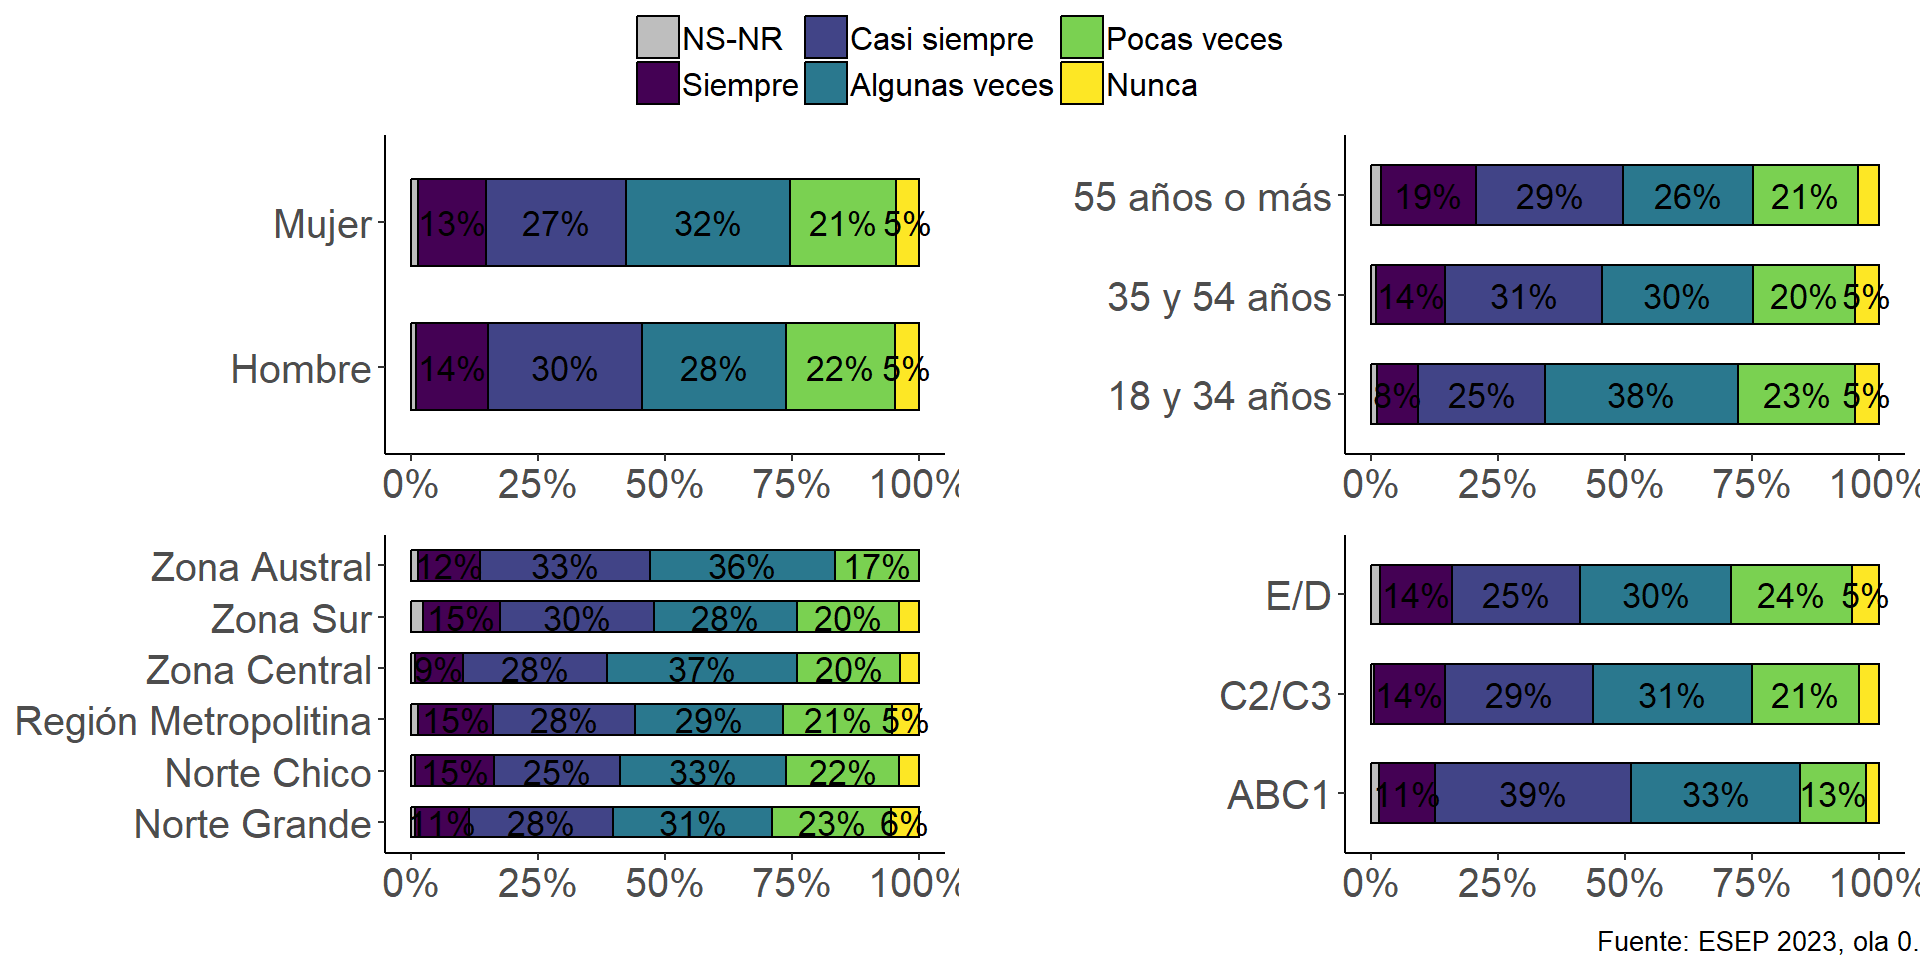 NS-NR Casi siempre Pocas veces
Siempre Algunas veces Nunca
Mujer 13% 27% 32% 21% 5%
Hombre 14% 30% 28% 22% 5%
0% 25% 50% 75% 100%
55 años o más 19% 29% 26% 21%
35 y 54 años 14% 31% 30% 20% 5%
18 y 34 años 8% 25% 38% 23% 5%
0% 25% 50% 75% 100%
Zona Austral 12% 33% 36% 17%
Zona Sur 15% 30% 28% 20%
Zona Central 9% 28% 37% 20%
Región Metropolitina 15% 28% 29% 21% 5%
Norte Chico 15% 25% 33% 22%
Norte Grande 11% 28% 31% 23% 6%
0% 25% 50% 75% 100%
E/D 14% 25% 30% 24% 5%
C2/C3 14% 29% 31% 21%
ABC1 11% 39% 33% 13%
0% 25% 50% 75% 100%
Fuente: ESEP 2023, ola 0.